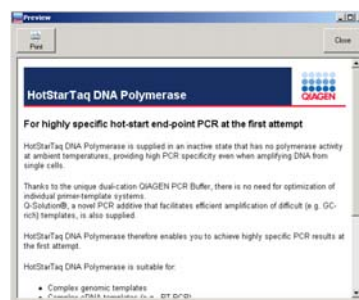 Preview
Print
Close
HotStarTaq DNA Polymerase
QIAGEN
For highly specific hot-start end-point PCR at the first attempt
HotStarTaq DNA Polymerase is supplied in an inactive state that has no polymerase activity
at ambient temperatures, providing high PCR specificity even when amplifying DNA from
single cells.
Thanks to the unique dual-cation QIAGEN PCR Buffer, there is no need for optimization of
individual primer-template systems.
Q-Solution®, a novel PCR additive that facilitates efficient amplification of difficult (e.g. GC-
rich) templates, is also supplied.
HotStarTaq DNA Polymerase therefore enables you to achieve highly specific PCR results at
the first attempt.
HotStarTaq DNA Polymerase is suitable for:
• Complex genomic templates
• Complex cDNA templates (e.g., RT-PCR)